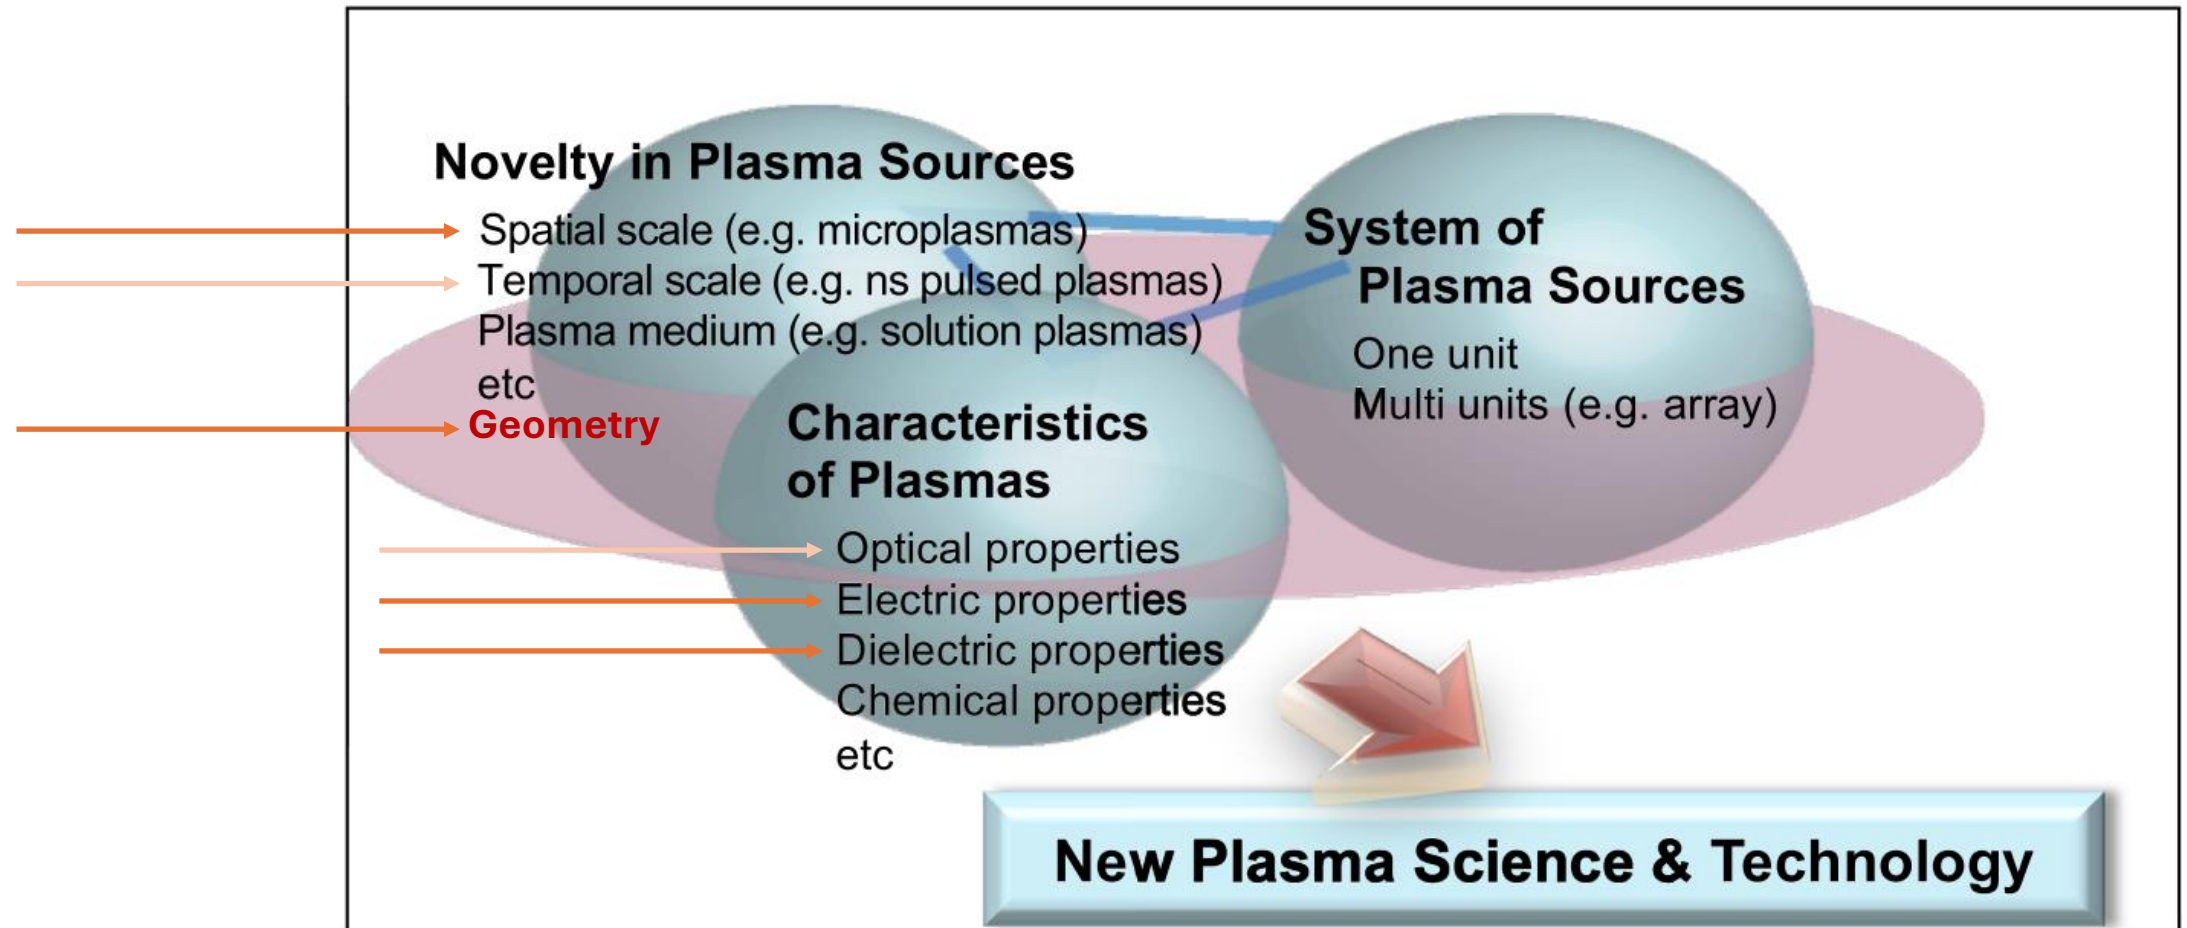 Novelty in Plasma Sources
Spatial scale (e.g. microplasmas)
Temporal scale (e.g. ns pulsed plasmas)
Plasma medium (e.g. solution plasmas)
etc
Geometry
System of
Plasma Sources
One unit
Multi units (e.g. array)
Characteristics
of Plasmas
Optical properties
Electric properties
Dielectric properties
Chemical properties
etc
New Plasma Science & Technology